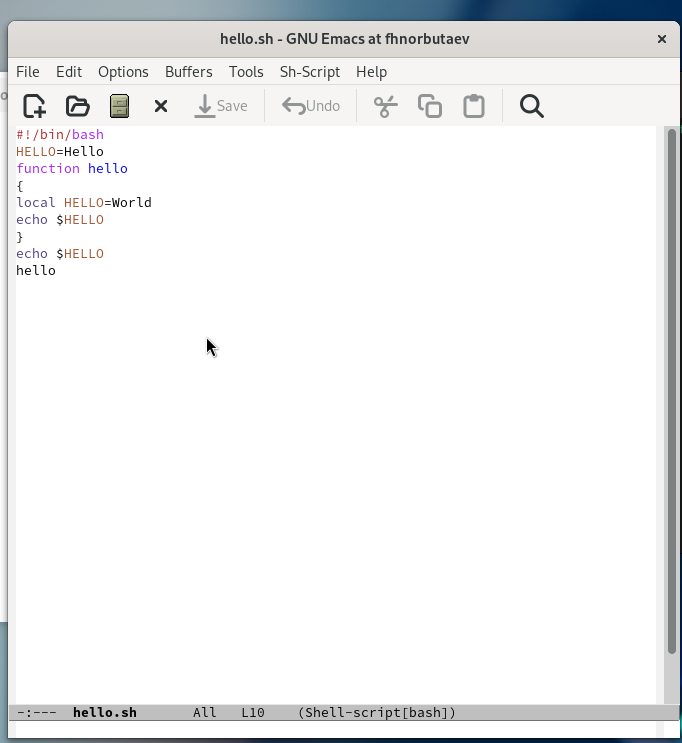 hello.sh - GNU Emacs at fhnorbutaev
File Edit Options Buffers Tools Sh-Script Help
Save Undo
#!/bin/bash
HELLO=Hello
function hello
{
local HELLO=World
echo $HELLO
}
echo $HELLO
hello
-:--- hello.sh All L10 (Shell-script[bash])